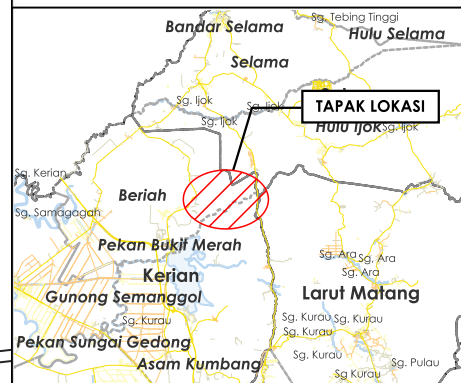 Sg. Tebing Tinggi
Bandar Selama
Hulu Selama
Selama
Sg. Ijok
Sg. Ijok
TAPAK LOKASI
Sg. Ijok
Hulu Ijok
Sg. Ijok
Sg. Kerian
Beriah
Sg. Samagagah
Pekan Bukit Merah
Sg. Ara
Sg. Ara
Sg. Ara
Kerian
Larut Matang
Gunong Semanggol
Sg. Kurau
Sg. Kurau
Sg. Kurau
Sg. Kurau
Pekan Sungai Gedong
Sg. Kurau
Sg. Kurau
Sg. Pulau
Asam Kumbang
Sg. Kurau